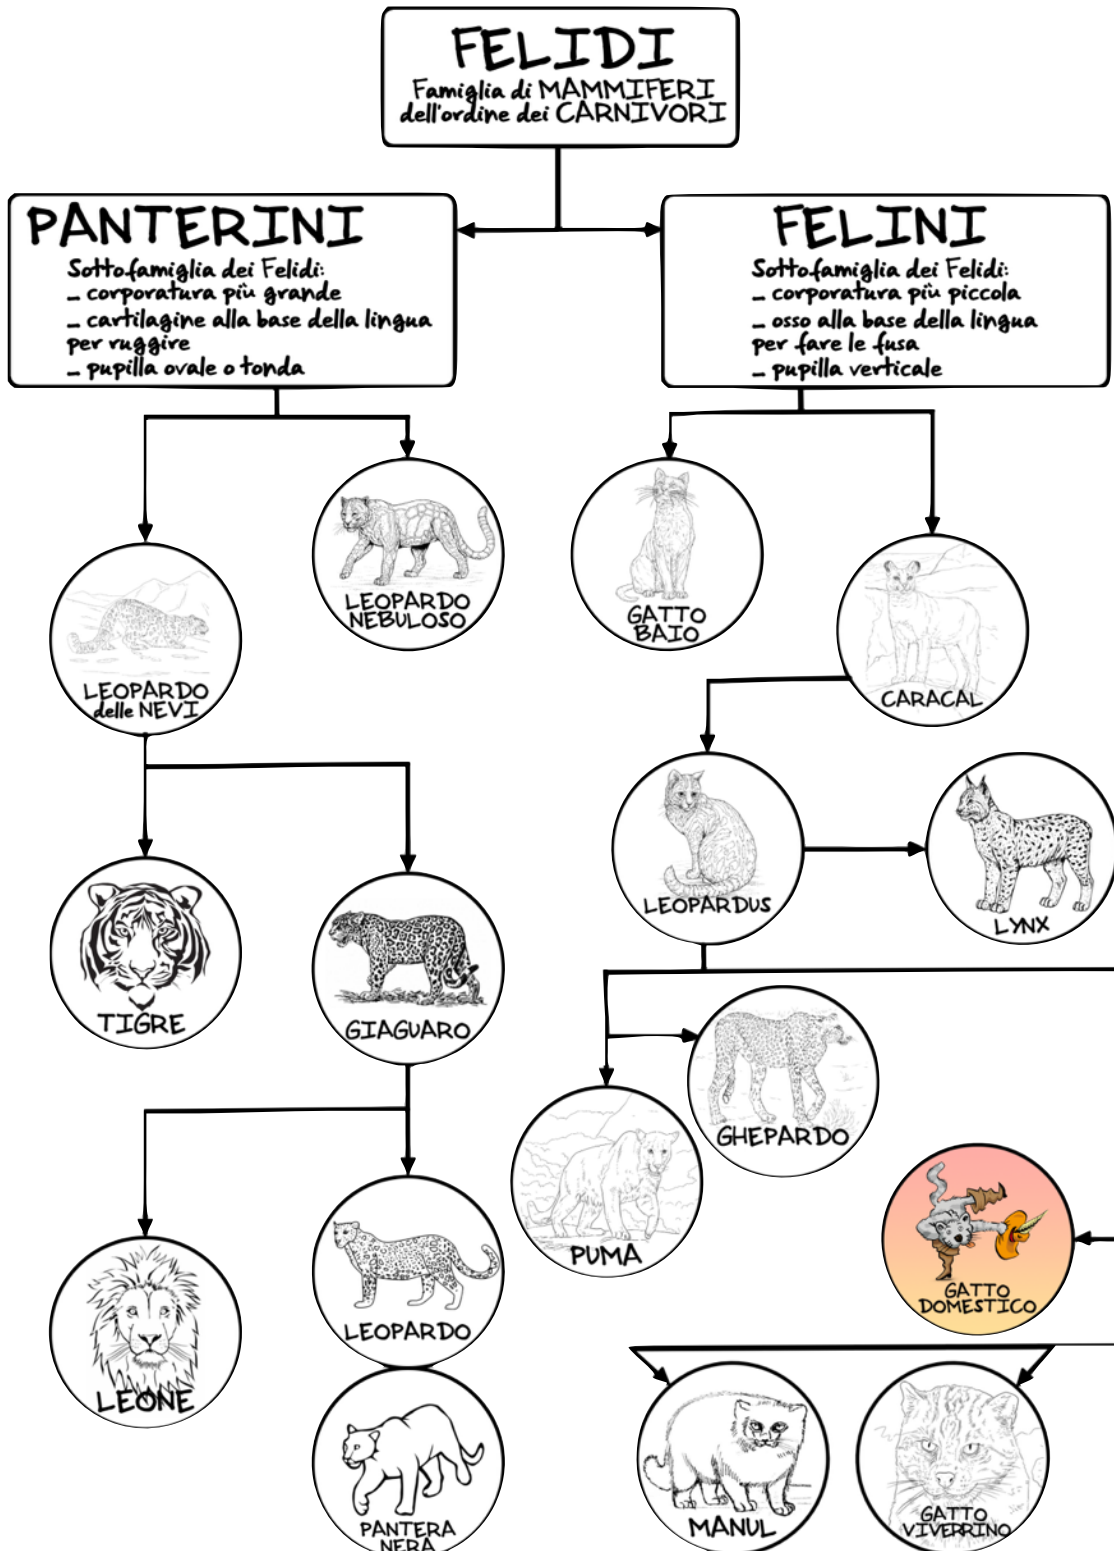 FELIDI
Famiglia di MAMMIFERI
dell'ordine dei CARNIVORI
PANTERINI
Sottofamiglia dei Felidi:
_ corporatura più grande
_ cartilagine alla base della lingua
per ruggire
_ pupilla ovale o tonda
FELINI
Sottofamiglia dei Felidi:
_ corporatura più piccola
_ osso alla base della lingua
per fare le fusa
_ pupilla verticale
LEOPARDO
NEBULOSO
GATTO
BAIO
LEOPARDO
delle NEVI
CARACAL
LEOPARDUS
LYNX
TIGRE
GIAGUARO
GHEPARDO
PUMA
GATTO
DOMESTICO
LEOPARDO
LEONE
MANUL
GATTO
VIVERRINO
PANTERA
NERA